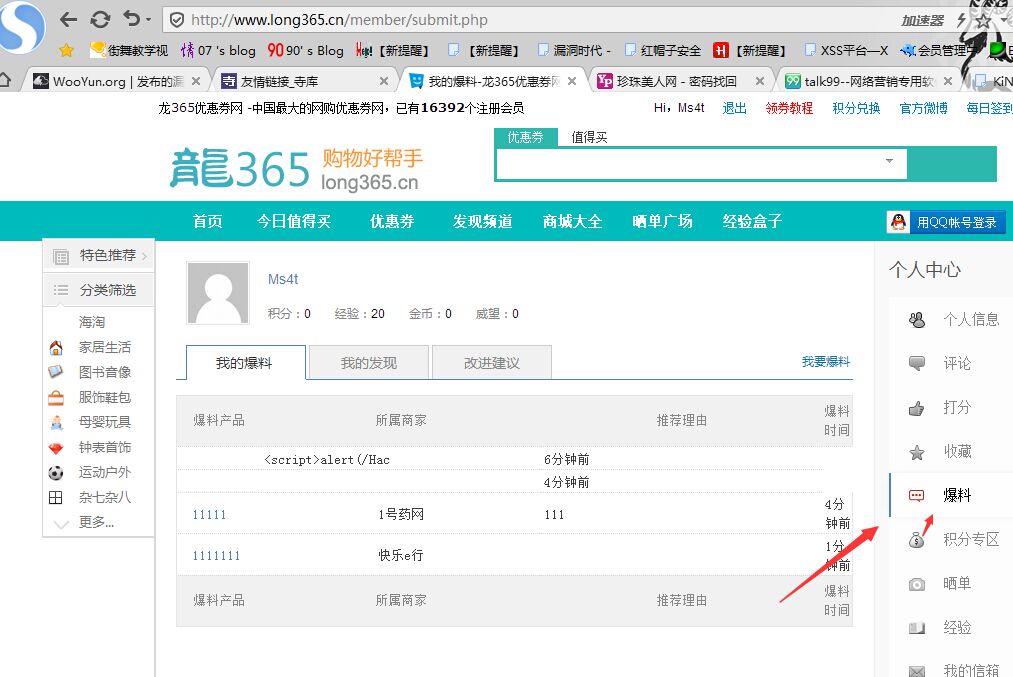 http://www.long365.cn/member/submit.php
加速器
街舞教学视 情07 's blog 90' s Blog 【新提醒】 【新提醒】 漏洞时代 - 红帽子安全 【新提醒】 XSS平台—X 会员管理中
WooYun.org | 发布的漏 友情链接_寺库 我的爆料-龙365优惠券网 珍珠美人网 - 密码找回 talk99--网络营销专用软 KiN
龙365优惠券网 -中国最大的网购优惠券网，已有16392个注册会员
Hi，Ms4t 退出 领券教程 积分兑换 官方微博 每日签到
优惠券 值得买
龍365 购物好帮手
long365.cn
首页 今日值得买 优惠券 发现频道 商城大全 晒单广场 经验盒子
用QQ帐号登录
特色推荐
分类筛选
海淘
家居生活
图书音像
服饰鞋包
母婴玩具
钟表首饰
运动户外
杂七杂八
更多...
Ms4t
积分：0 经验：20 金币：0 威望：0
我的爆料 我的发现 改进建议 我要爆料
爆料产品 所属商家 推荐理由 爆料
时间
<script>alert(/Hac 6分钟前
4分钟前
11111 1号药网 111 4分
钟前
1111111 快乐e行 1分
钟前
爆料产品 所属商家 推荐理由 爆料
时间
个人中心
个人信息
评论
打分
收藏
爆料
积分专区
晒单
经验
我的信箱